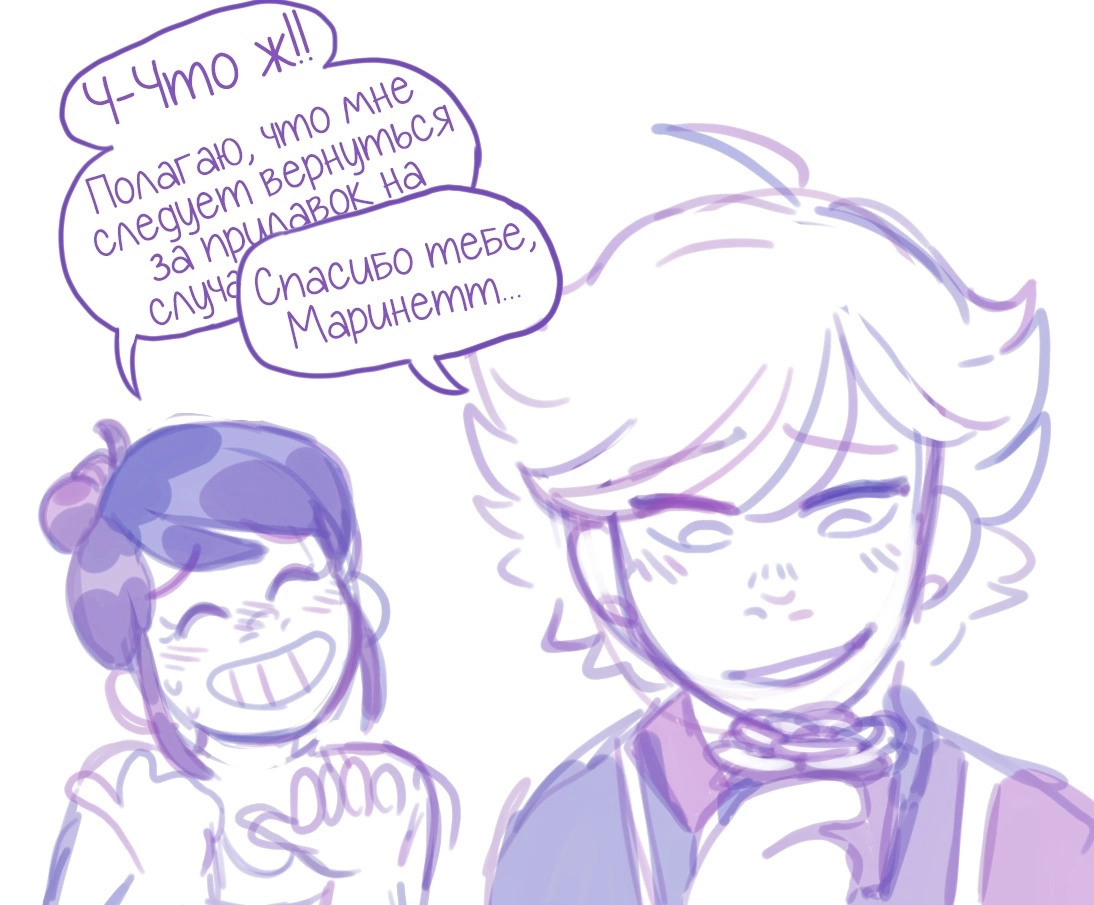 Ч-Что ж!!
Полагаю, что мне
следует вернуться
за прилавок на
Спасибо тебе,
Маринетт...